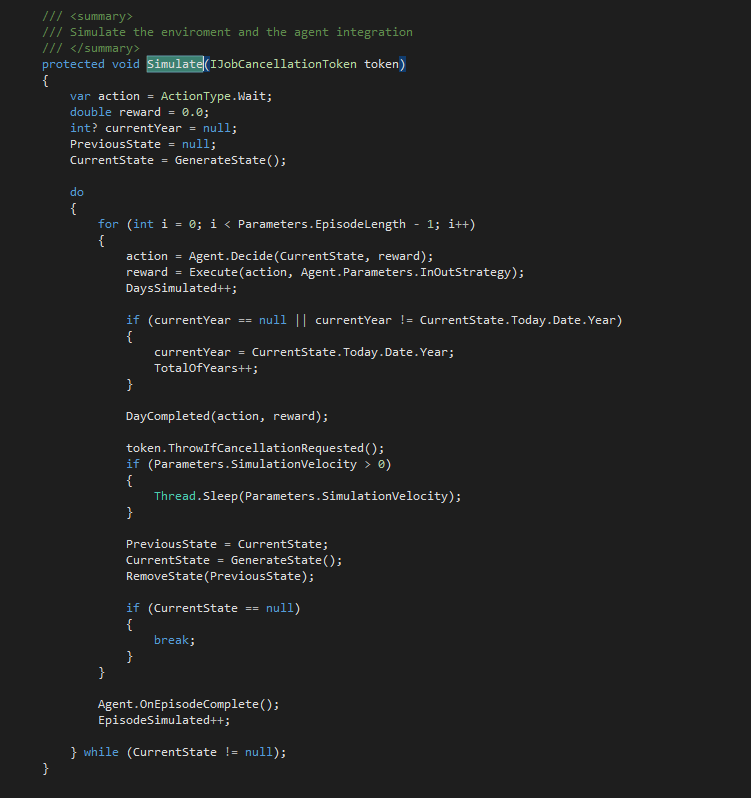 /// <summary>
/// Simulate the enviroment and the agent integration
/// </summary>
protected void Simulate(IJobCancellationToken token)
{
var action = ActionType.Wait;
double reward = 0.0;
int? currentYear = null;
PreviousState = null;
CurrentState = GenerateState();
do
{
for (int i = 0; i < Parameters.EpisodeLength - 1; i++)
{
action = Agent.Decide(CurrentState, reward);
reward = Execute(action, Agent.Parameters.InOutStrategy);
DaysSimulated++;
if (currentYear == null || currentYear != CurrentState.Today.Date.Year)
{
currentYear = CurrentState.Today.Date.Year;
TotalOfYears++;
}
DayCompleted(action, reward);
token.ThrowIfCancellationRequested();
if (Parameters.SimulationVelocity > 0)
{
Thread.Sleep(Parameters.SimulationVelocity);
}
PreviousState = CurrentState;
CurrentState = GenerateState();
RemoveState(PreviousState);
if (CurrentState == null)
{
break;
}
}
Agent.OnEpisodeComplete();
EpisodeSimulated++;
} while (CurrentState != null);
}